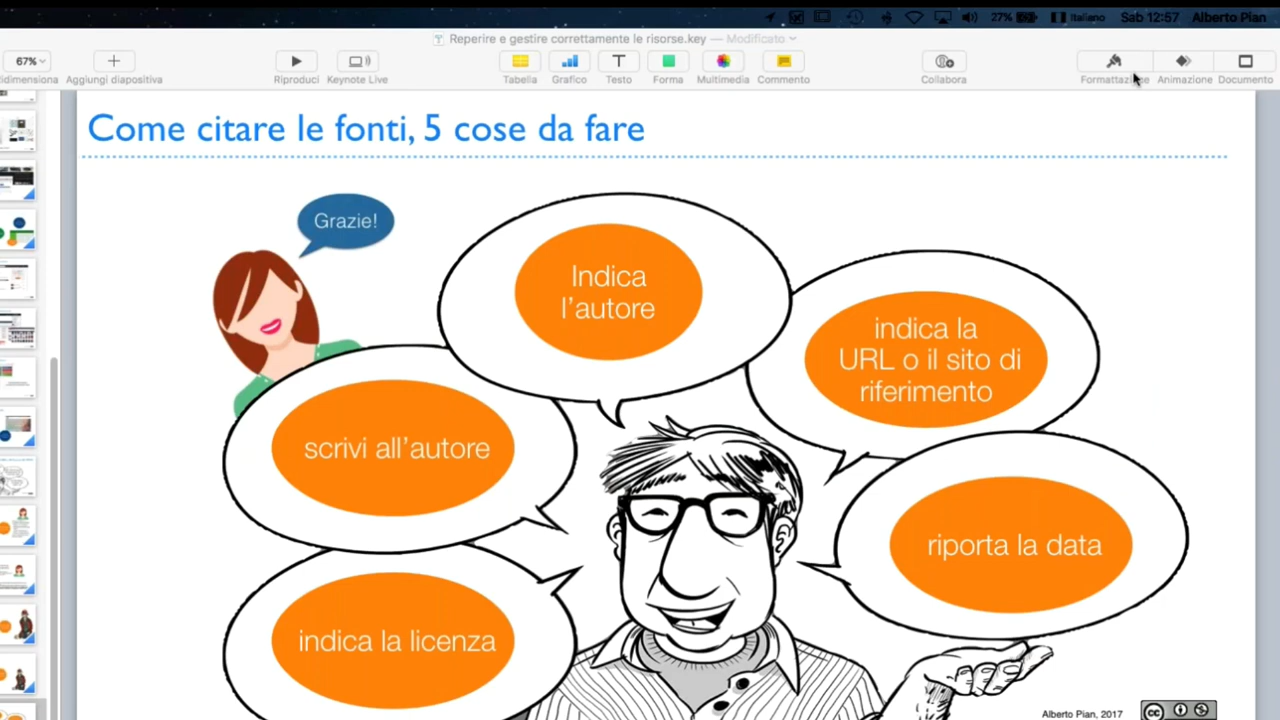 27%
Italiano
Sab 12:57
Alberto Pian
Reperire e gestire correttamente le risorse.key — Modificato
67%
Aggiungi diapositiva
Riproduci
Keynote Live
Tabella
Grafico
Testo
Forma
Multimedia
Commento
Collabora
Animazione
Documento
Come citare le fonti, 5 cose da fare
Grazie!
Indica
l'autore
indica la
URL o il sito di
riferimento
scrivi all'autore
riporta la data
indica la licenza
Alberto Pian, 2017